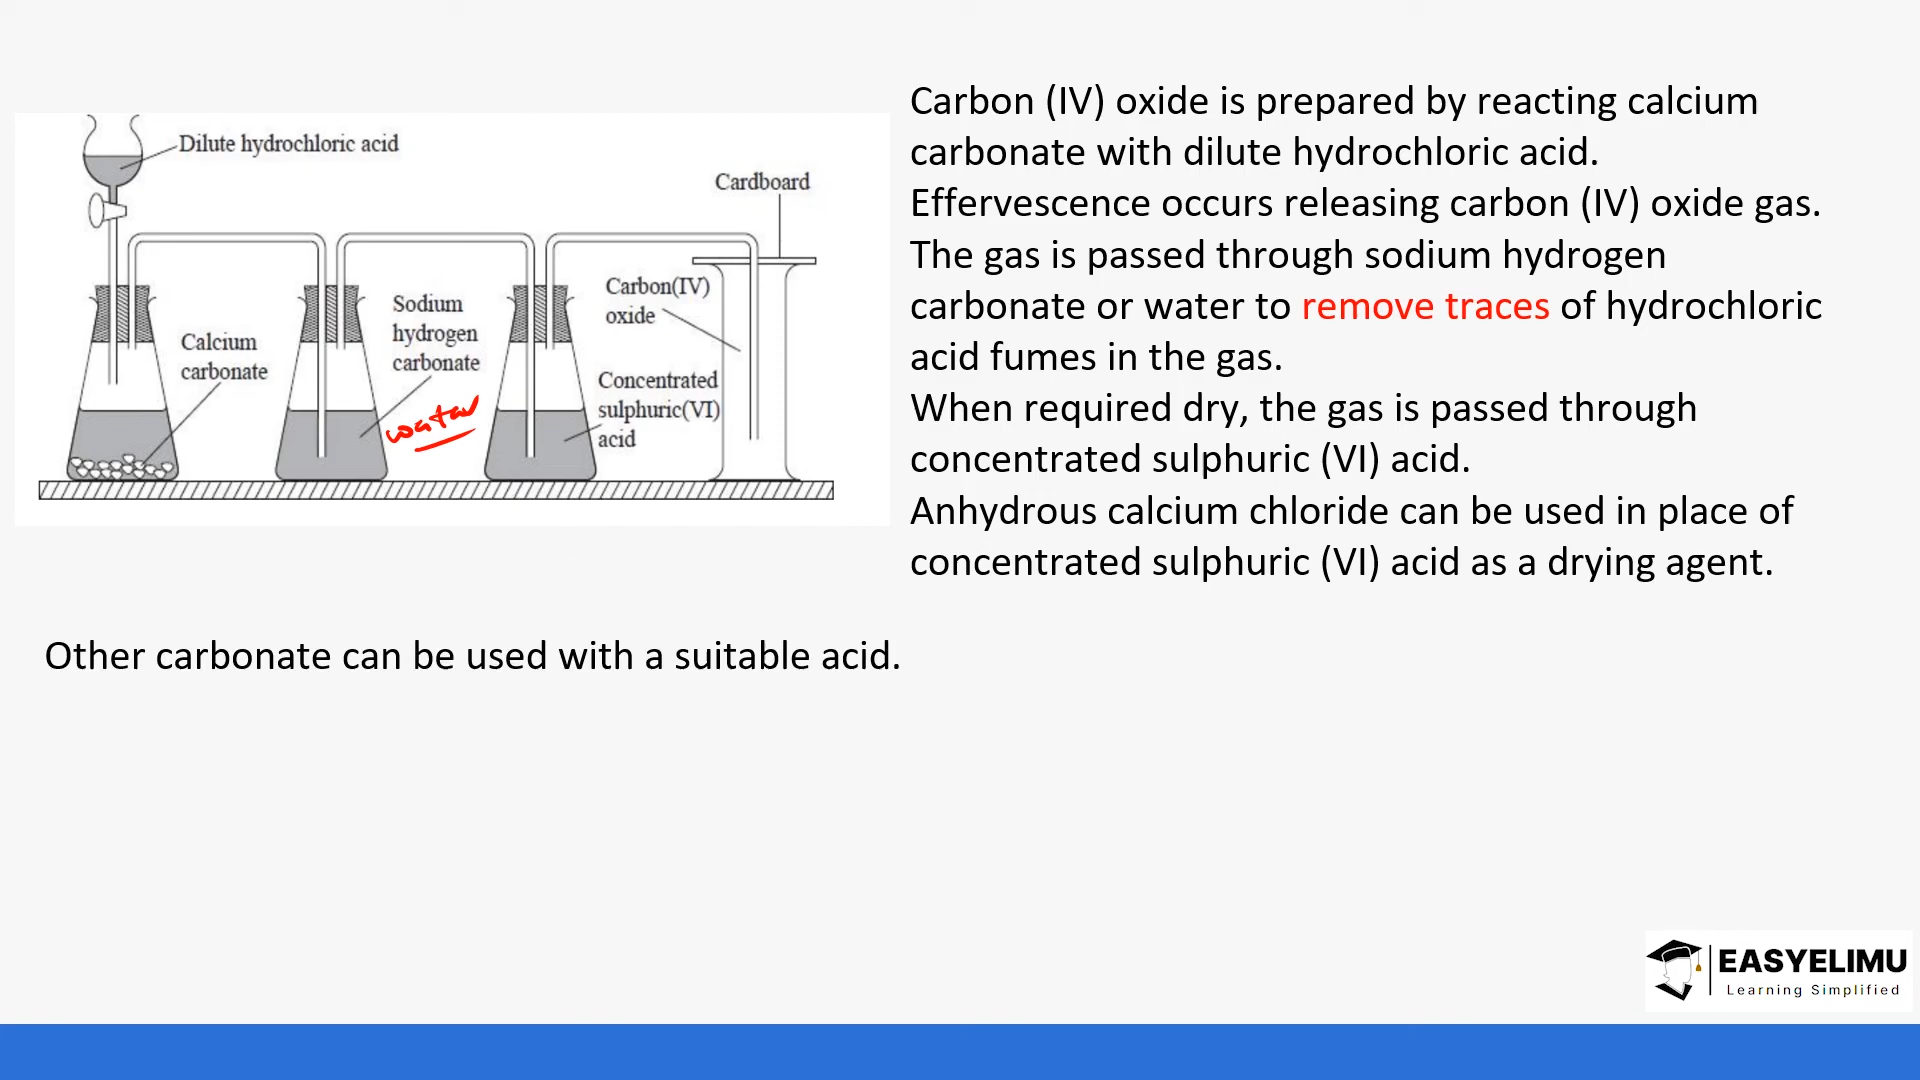 Dilute hydrochloric acid
Cardboard
Carbon(IV)
oxide
Sodium
hydrogen
carbonate
Calcium
carbonate
Concentrated
sulphuric(VI)
acid
water
Carbon (IV) oxide is prepared by reacting calcium
carbonate with dilute hydrochloric acid.
Effervescence occurs releasing carbon (IV) oxide gas.
The gas is passed through sodium hydrogen
carbonate or water to remove traces of hydrochloric
acid fumes in the gas.
When required dry, the gas is passed through
concentrated sulphuric (VI) acid.
Anhydrous calcium chloride can be used in place of
concentrated sulphuric (VI) acid as a drying agent.
Other carbonate can be used with a suitable acid.
EASYELIMU
Learning Simplified